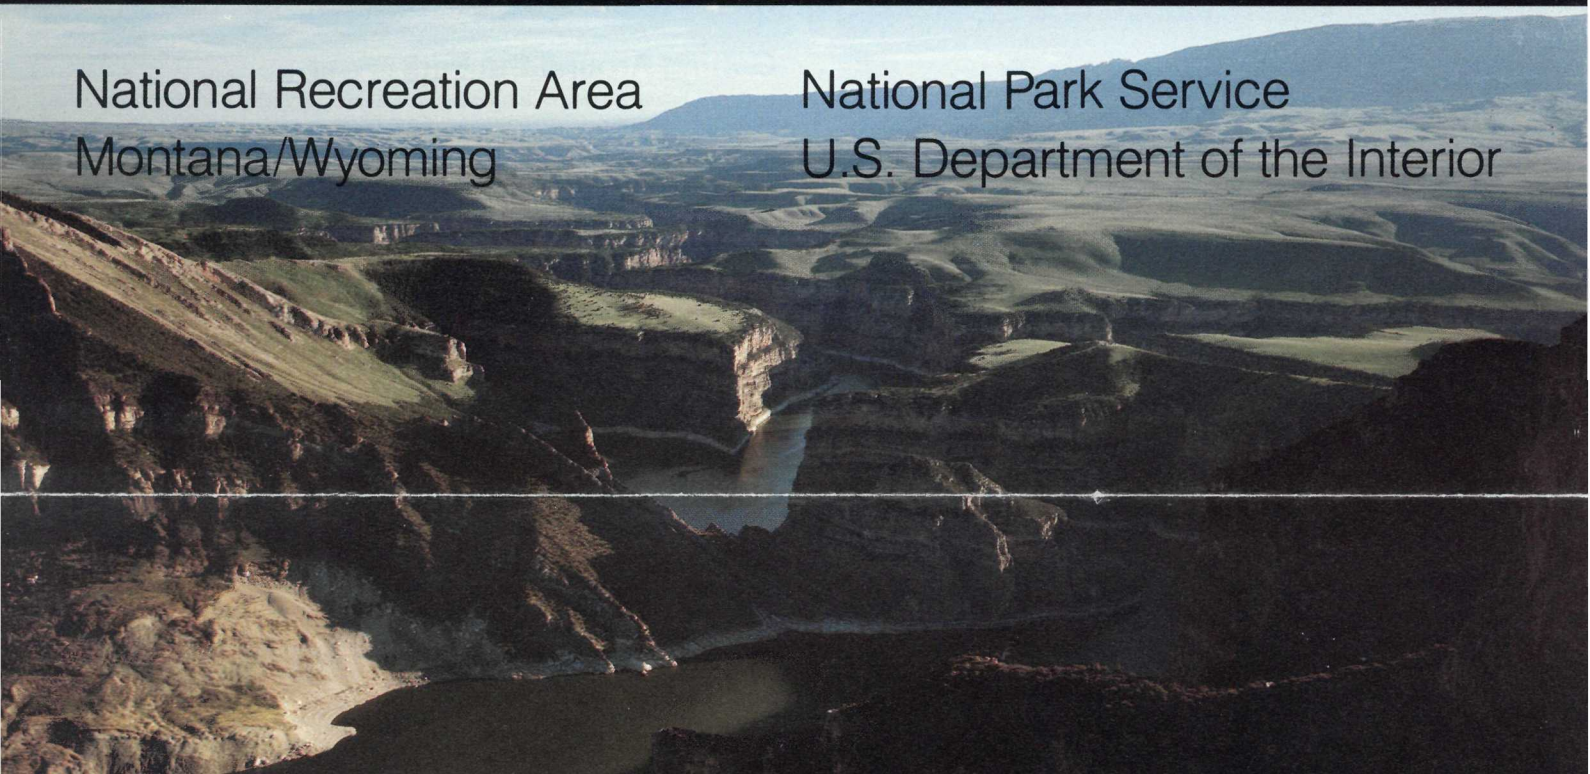 National Recreation Area
Montana/Wyoming
National Park Service
U.S. Department of the Interior